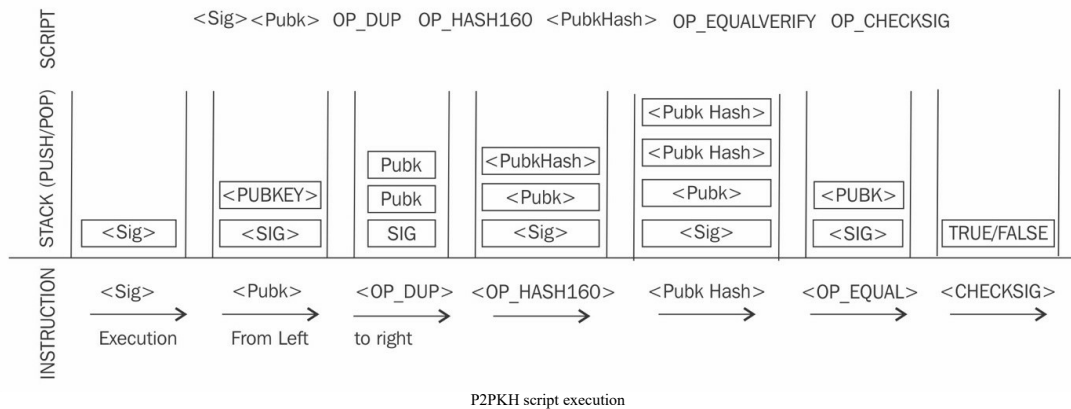 SCRIPT
<Sig><Pubk> OP_DUP OP_HASH160 <PubkHash> OP_EQUALVERIFY OP_CHECKSIG
STACK (PUSH/POP)
<Sig>
<PUBKEY>
<SIG>
Pubk
Pubk
SIG
<PubkHash>
<Pubk>
<Sig>
<Pubk Hash>
<Pubk Hash>
<Pubk>
<Sig>
<PUBK>
<SIG>
TRUE/FALSE
INSTRUCTION
<Sig> <Pubk> <OP_DUP> <OP_HASH160> <Pubk Hash> <OP_EQUAL> <CHECKSIG>
Execution From Left to right
P2PKH script execution